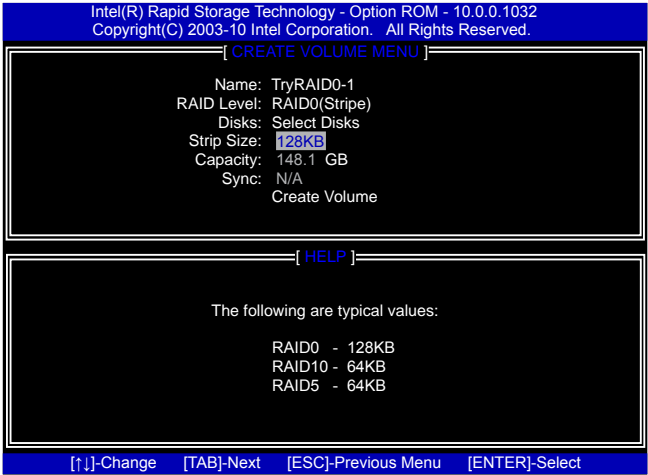 Intel(R) Rapid Storage Technology - Option ROM - 10.0.0.1032
Copyright(C) 2003-10 Intel Corporation.   All Rights Reserved.
[ CREATE VOLUME MENU ]
Name: TryRAID0-1
RAID Level: RAID0(Stripe)
Disks: Select Disks
Strip Size: 128KB
Capacity: 148.1 GB
Sync: N/A
Create Volume
[ HELP ]
The following are typical values:
RAID0 - 128KB
RAID10 - 64KB
RAID5 - 64KB
[↑↓]-Change [TAB]-Next [ESC]-Previous Menu [ENTER]-Select